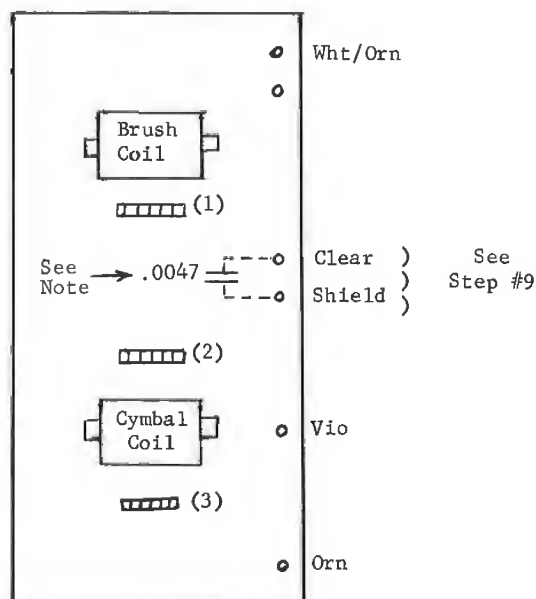 Wht/Orn
Brush
Coil
(1)
See
Note
.0047
Clear )
)
Shield )
See
Step #9
(2)
Cymbal
Coil
Vio
(3)
Orn